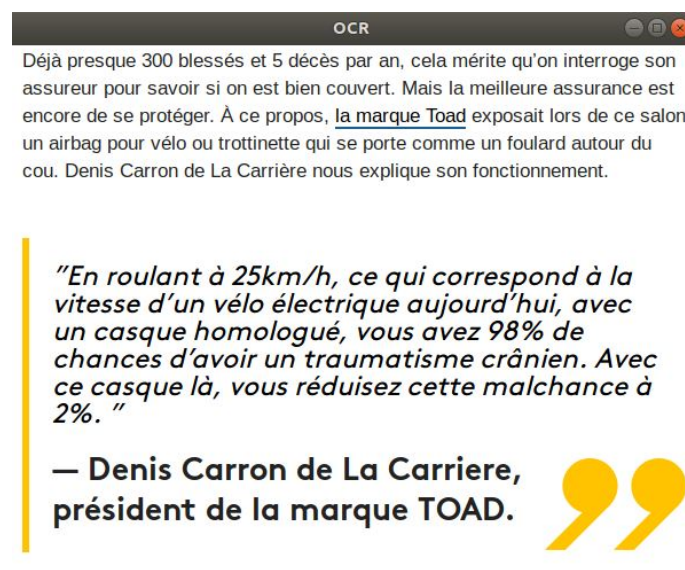 OCR
Déjà presque 300 blessés et 5 décès par an, cela mérite qu'on interroge son
assureur pour savoir si on est bien couvert. Mais la meilleure assurance est
encore de se protéger. À ce propos, la marque Toad exposait lors de ce salon
un airbag pour vélo ou trottinette qui se porte comme un foulard autour du
cou. Denis Carron de La Carrière nous explique son fonctionnement.
"En roulant à 25km/h, ce qui correspond à la
vitesse d'un vélo électrique aujourd'hui, avec
un casque homologué, vous avez 98% de
chances d'avoir un traumatisme crânien. Avec
ce casque là, vous réduisez cette malchance à
2%. "
— Denis Carron de La Carriere,
président de la marque TOAD.